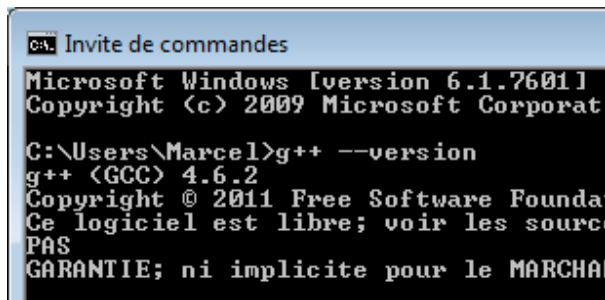 Invite de commandes
Microsoft Windows [version 6.1.7601]
Copyright (c) 2009 Microsoft Corporat
C:\Users\Marcel>g++ --version
g++ (GCC) 4.6.2
Copyright © 2011 Free Software Founda
Ce logiciel est libre; voir les source
PAS
GARANTIE; ni implicite pour le MARCHA